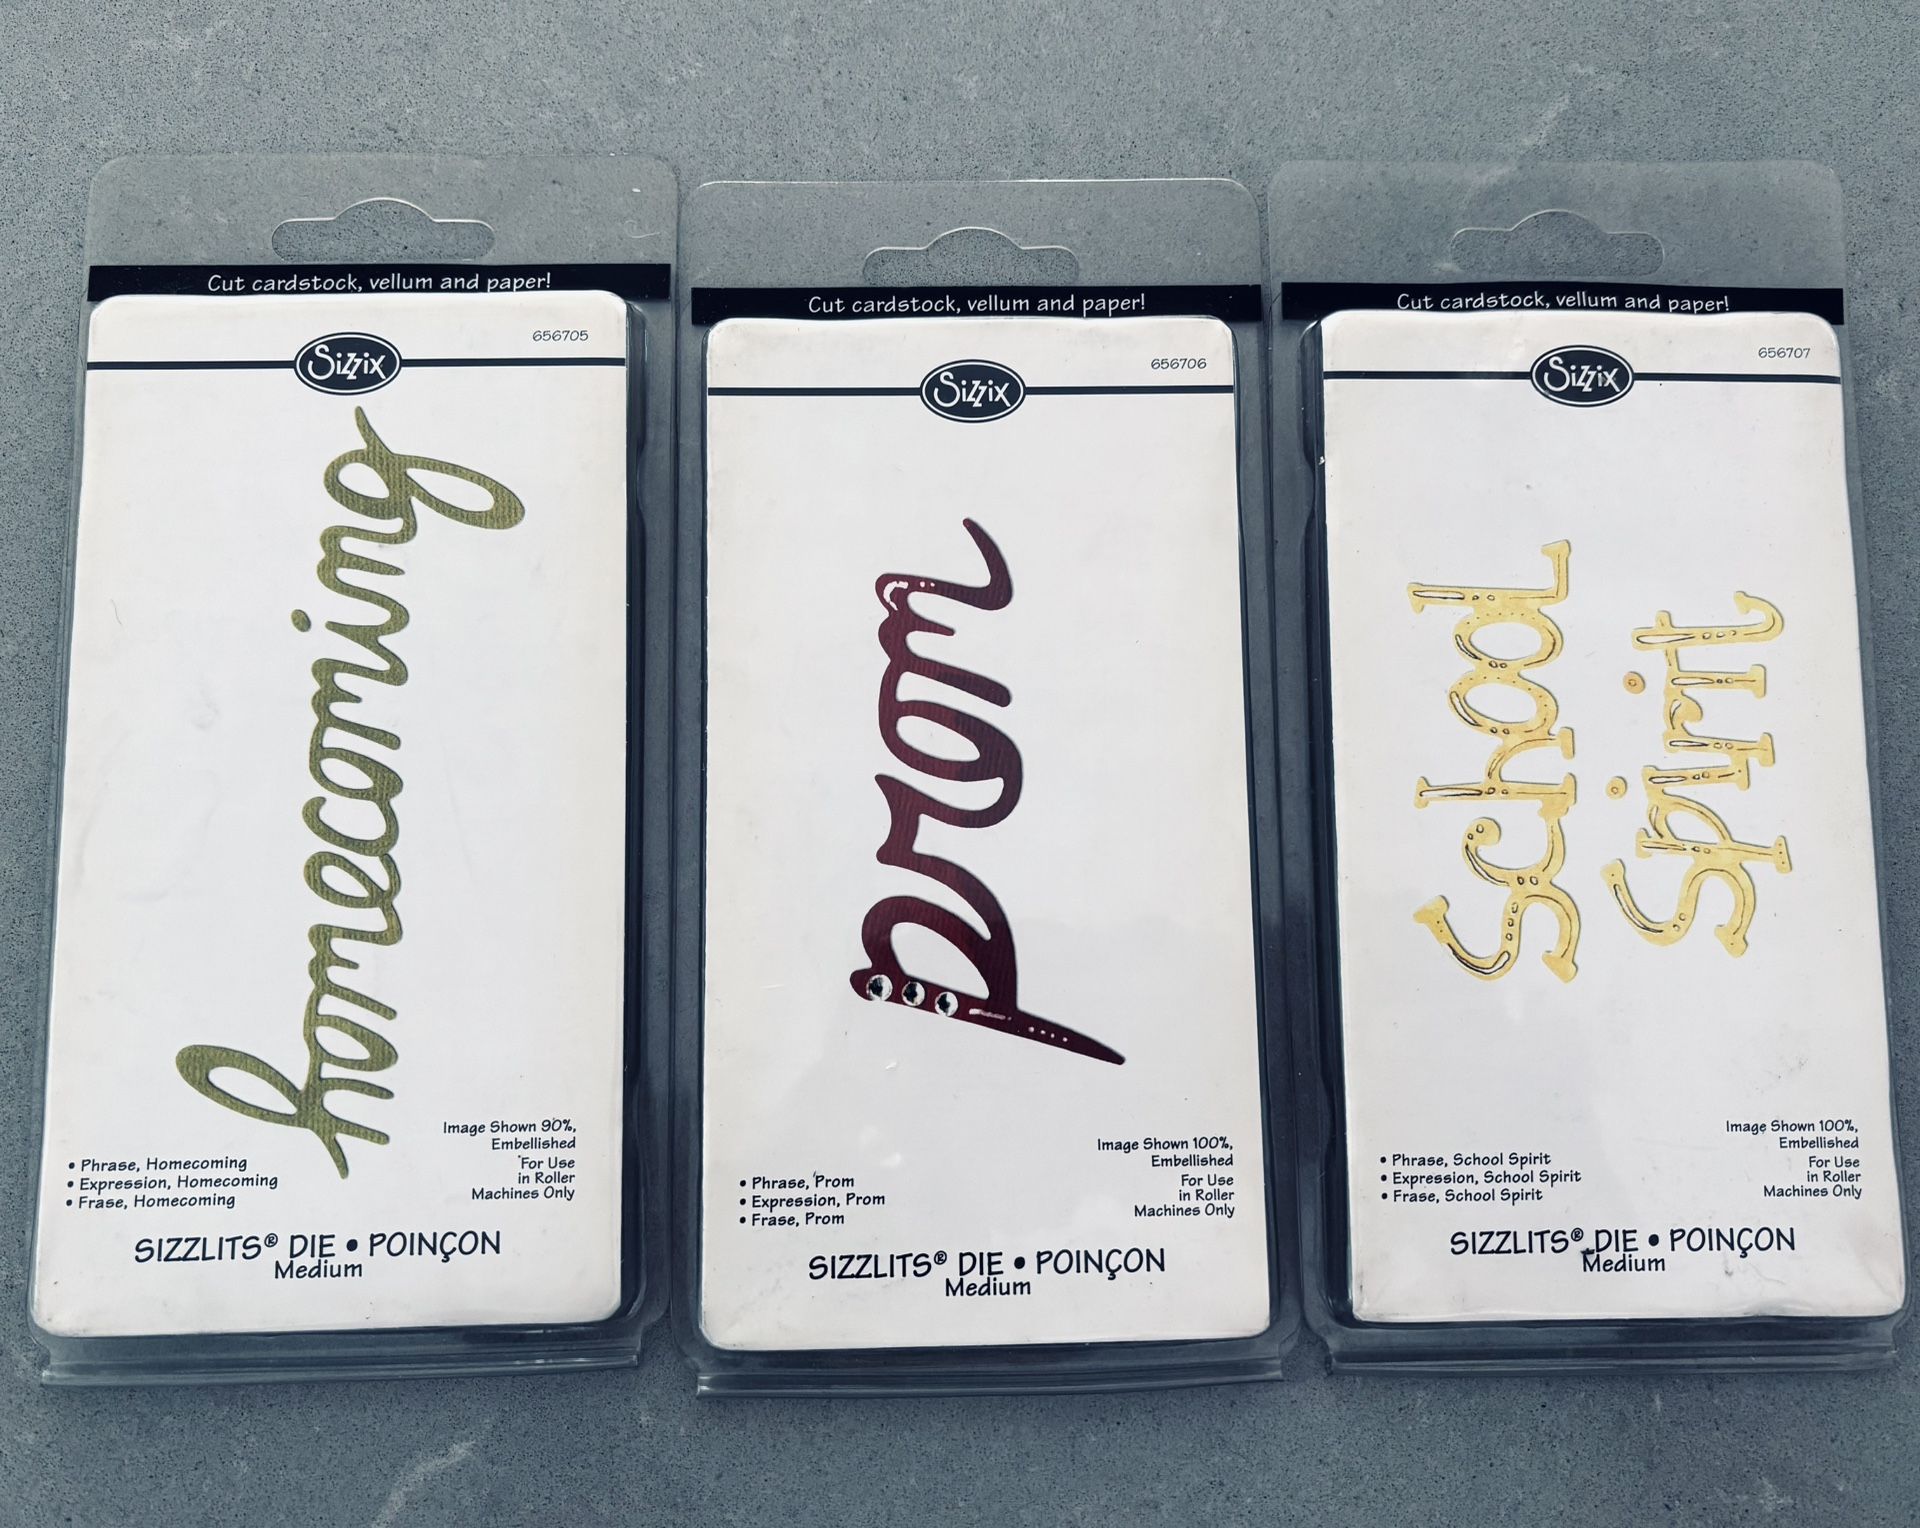 Cut cardstock, vellum and paper!
656705
Sizzix
homecoming
Image Shown 90%,
Embellished
For Use
in Roller
Machines Only
• Phrase, Homecoming
• Expression, Homecoming
• Frase, Homecoming
SIZZLITS® DIE • POINÇON
Medium
Cut cardstock, vellum and paper!
656706
Sizzix
prom
Image Shown 100%,
Embellished
For Use
in Roller
Machines Only
• Phrase, Prom
• Expression, Prom
• Frase, Prom
SIZZLITS® DIE • POINÇON
Medium
Cut cardstock, vellum and paper!
656707
Sizzix
School
Spirit
Image Shown 100%,
Embellished
For Use
in Roller
Machines Only
• Phrase, School Spirit
• Expression, School Spirit
• Frase, School Spirit
SIZZLITS® DIE • POINÇON
Medium